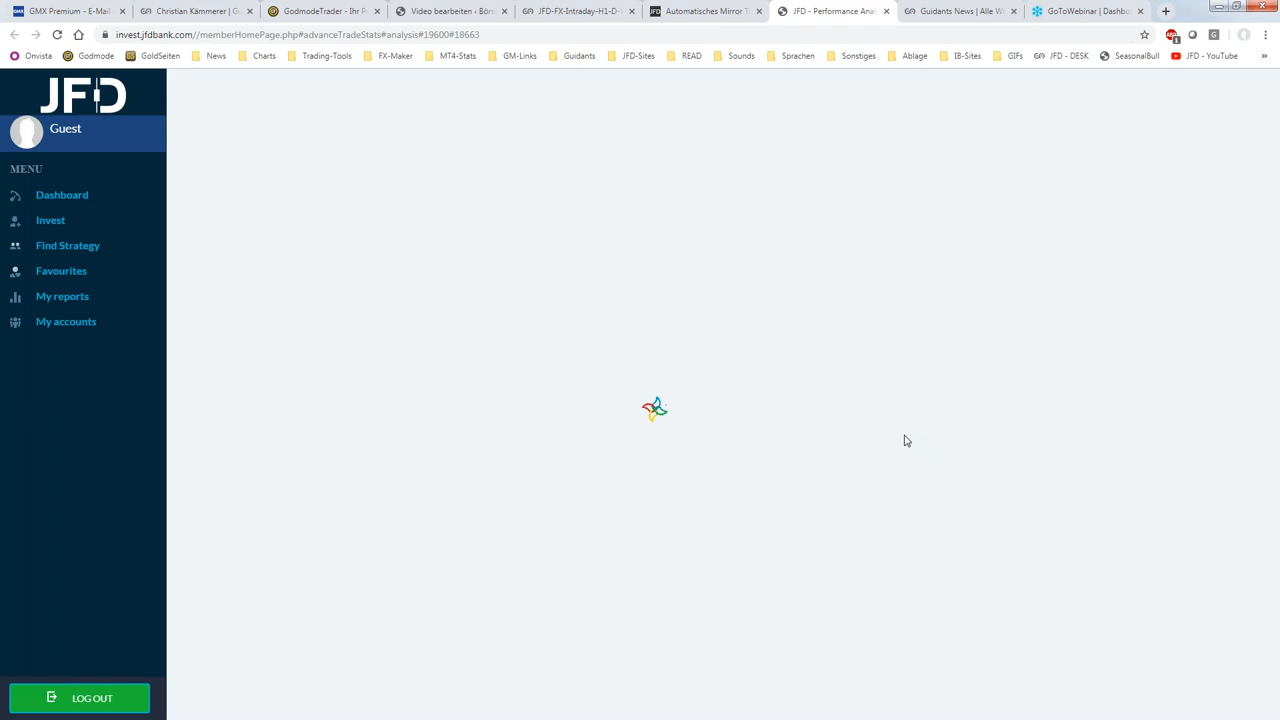 GMX Premium - E-Mail
Christian Kämmerer | G
GodmodeTrader - Ihr
Video bearbeiten ‹ Börs
JFD-FX-Intraday-H1-D-
Automatisches Mirror T
JFD - Performance Anal
Guidants News | Alle W
GoToWebinar | Dashbo
invest.jfdbank.com//memberHomePage.php#advanceTradeStats#analysis#19600#18663
Onvista
Godmode
GoldSeiten
News
Charts
Trading-Tools
FX-Maker
MT4-Stats
GM-Links
Guidants
JFD-Sites
READ
Sounds
Sprachen
Sonstiges
Ablage
IB-Sites
GIFs
JFD - DESK
SeasonalBull
JFD - YouTube
JFD
Guest
MENU
Dashboard
Invest
Find Strategy
Favourites
My reports
My accounts
LOG OUT